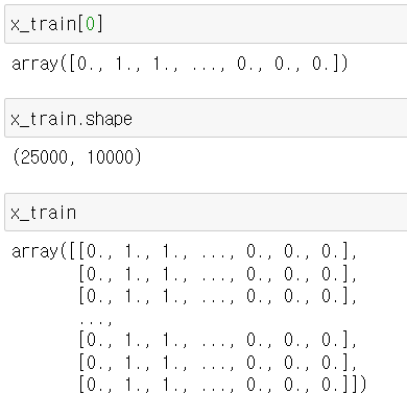 x_train[0]
array([0., 1., 1., ..., 0., 0., 0.])
x_train.shape
(25000, 10000)
x_train
array([[0., 1., 1., ..., 0., 0., 0.],
[0., 1., 1., ..., 0., 0., 0.],
[0., 1., 1., ..., 0., 0., 0.],
...,
[0., 1., 1., ..., 0., 0., 0.],
[0., 1., 1., ..., 0., 0., 0.],
[0., 1., 1., ..., 0., 0., 0.]])